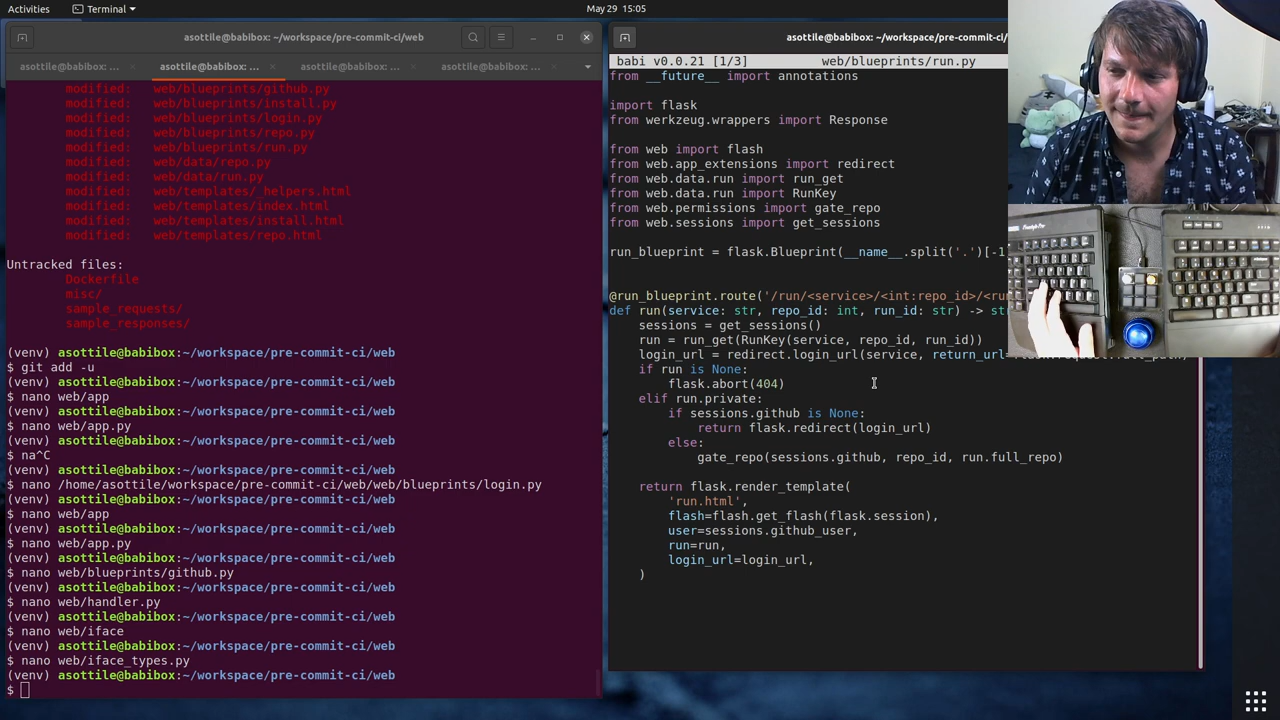 Activities
Terminal
May 29 15:05
asottile@babibox: ~/workspace/pre-commit-ci/web
asottile@babibox: ...
asottile@babibox: ...
asottile@babibox: ...
asottile@babibox: ...
modified: web/blueprints/github.py
modified: web/blueprints/install.py
modified: web/blueprints/login.py
modified: web/blueprints/repo.py
modified: web/blueprints/run.py
modified: web/data/repo.py
modified: web/data/run.py
modified: web/templates/_helpers.html
modified: web/templates/index.html
modified: web/templates/install.html
modified: web/templates/repo.html
Untracked files:
Dockerfile
misc/
sample_requests/
sample_responses/
(venv) asottile@babibox:~/workspace/pre-commit-ci/web
$ git add -u
(venv) asottile@babibox:~/workspace/pre-commit-ci/web
$ nano web/app
(venv) asottile@babibox:~/workspace/pre-commit-ci/web
$ nano web/app.py
(venv) asottile@babibox:~/workspace/pre-commit-ci/web
$ na^C
(venv) asottile@babibox:~/workspace/pre-commit-ci/web
$ nano /home/asottile/workspace/pre-commit-ci/web/web/blueprints/login.py
(venv) asottile@babibox:~/workspace/pre-commit-ci/web
$ nano web/app
(venv) asottile@babibox:~/workspace/pre-commit-ci/web
$ nano web/app.py
(venv) asottile@babibox:~/workspace/pre-commit-ci/web
$ nano web/blueprints/github.py
(venv) asottile@babibox:~/workspace/pre-commit-ci/web
$ nano web/handler.py
(venv) asottile@babibox:~/workspace/pre-commit-ci/web
$ nano web/iface
(venv) asottile@babibox:~/workspace/pre-commit-ci/web
$ nano web/iface_types.py
(venv) asottile@babibox:~/workspace/pre-commit-ci/web
$
asottile@babibox: ~/workspace/pre-commit-ci/
babi v0.0.21 [1/3] web/blueprints/run.py
from __future__ import annotations
import flask
from werkzeug.wrappers import Response
from web import flash
from web.app_extensions import redirect
from web.data.run import run_get
from web.data.run import RunKey
from web.permissions import gate_repo
from web.sessions import get_sessions
run_blueprint = flask.Blueprint(__name__.split('.')[-1
@run_blueprint.route('/run/<service>/<int:repo_id>/<run
def run(service: str, repo_id: int, run_id: str) -> str
sessions = get_sessions()
run = run_get(RunKey(service, repo_id, run_id))
login_url = redirect.login_url(service, return_url=
if run is None:
flask.abort(404)
elif run.private:
if sessions.github is None:
return flask.redirect(login_url)
else:
gate_repo(sessions.github, repo_id, run.full_repo)
return flask.render_template(
'run.html',
flash=flash.get_flash(flask.session),
user=sessions.github_user,
run=run,
login_url=login_url,
)